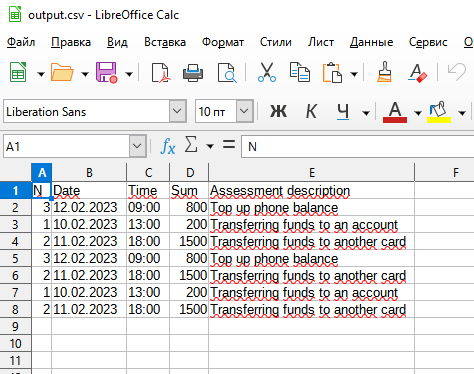 output.csv - LibreOffice Calc
Файл Правка Вид Вставка Формат Стили Лист Данные Сервис О
Liberation Sans 10 пт Ж К Ч А
A1 fx Σ = N
A B C D E F
1 N Date Time Sum Assessment description
2 3 12.02.2023 09:00 800 Top up phone balance
3 1 10.02.2023 13:00 200 Transferring funds to an account
4 2 11.02.2023 18:00 1500 Transferring funds to another card
5 3 12.02.2023 09:00 800 Top up phone balance
6 2 11.02.2023 18:00 1500 Transferring funds to another card
7 1 10.02.2023 13:00 200 Transferring funds to an account
8 2 11.02.2023 18:00 1500 Transferring funds to another card
9
10
11